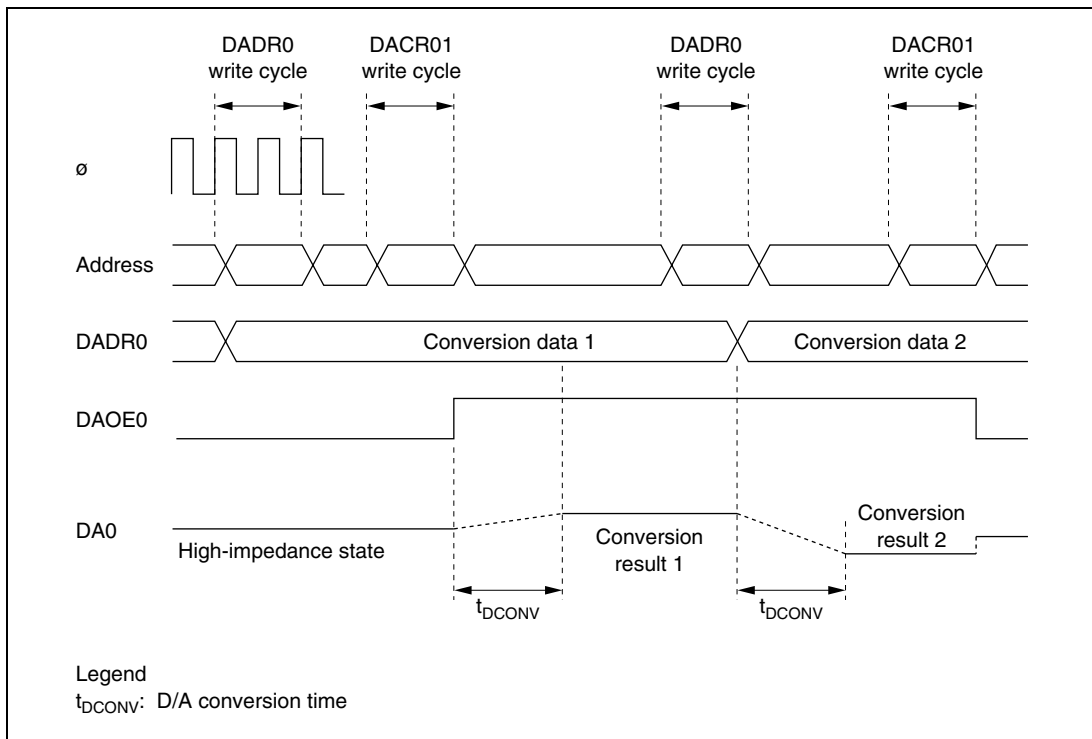 DADR0
write cycle
DACR01
write cycle
DADR0
write cycle
DACR01
write cycle
ø
Address
DADR0
Conversion data 1
Conversion data 2
DAOE0
DA0
High-impedance state
Conversion
result 1
Conversion
result 2
tDCONV
tDCONV
Legend
tDCONV: D/A conversion time